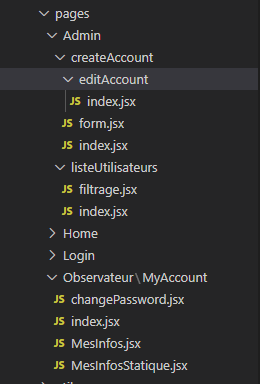 pages
Admin
createAccount
editAccount
JS index.jsx
JS form.jsx
JS index.jsx
listeUtilisateurs
JS filtrage.jsx
JS index.jsx
Home
Login
Observateur\MyAccount
JS changePassword.jsx
JS index.jsx
JS MesInfos.jsx
JS MesInfosStatique.jsx